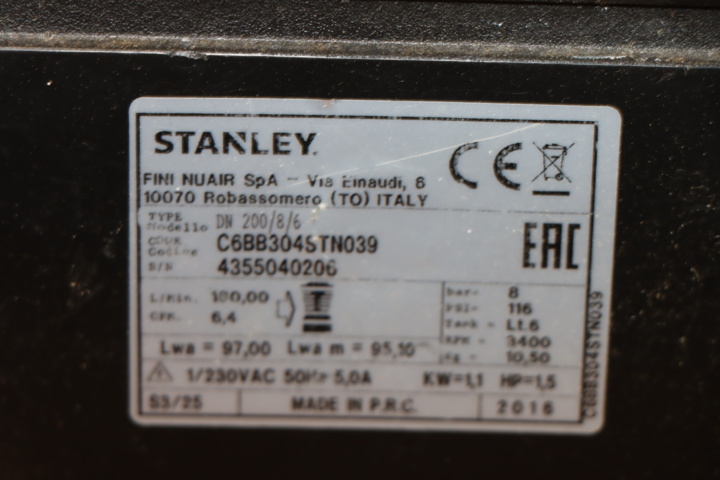 STANLEY.
CE
FINI NUAIR SpA - Via Einaudi, 6
10070 Robassomero (TO) ITALY
TYPE
Modello DN 200/8/6
CODE
Codice C6BB304STN039
S/N 4355040206
EAC
L/min. 180,00
CFM. 6,4
bar- 8
PSI- 116
Tank - Lt.6
RPM - 3400
Kg - 10,50
Lwa = 97,00 Lwa m = 95,10
1/230VAC 50Hz 5,0A KW=1,1 HP=1,5
S3/25 MADE IN P.R.C. 2016
C6BB304STN039